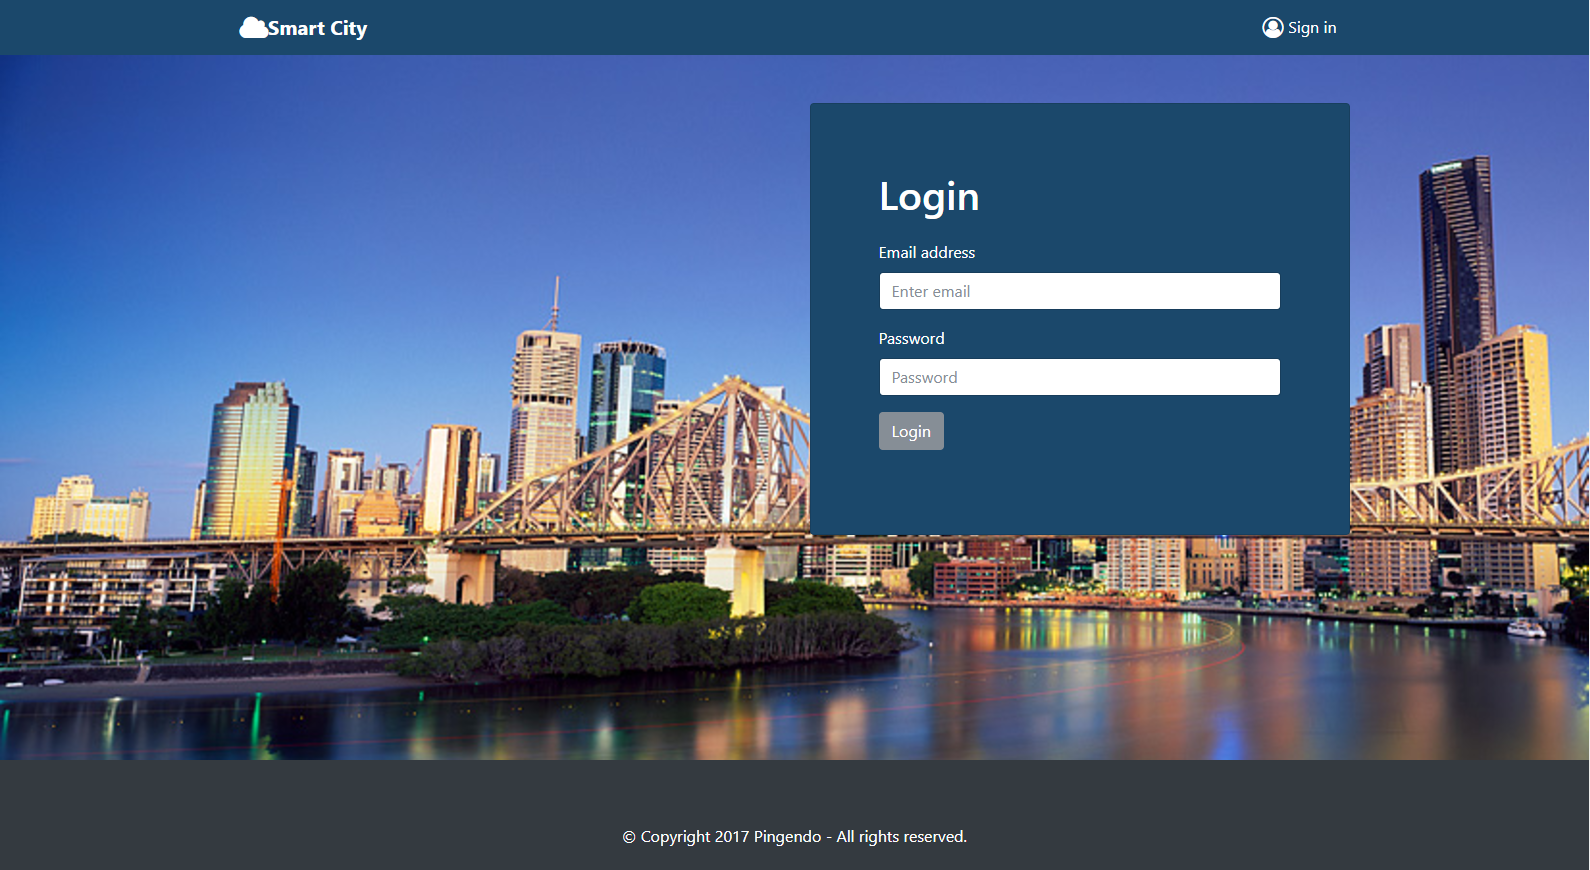 Smart City
Sign in
Login
Email address
Enter email
Password
Password
Login
© Copyright 2017 Pingendo - All rights reserved.